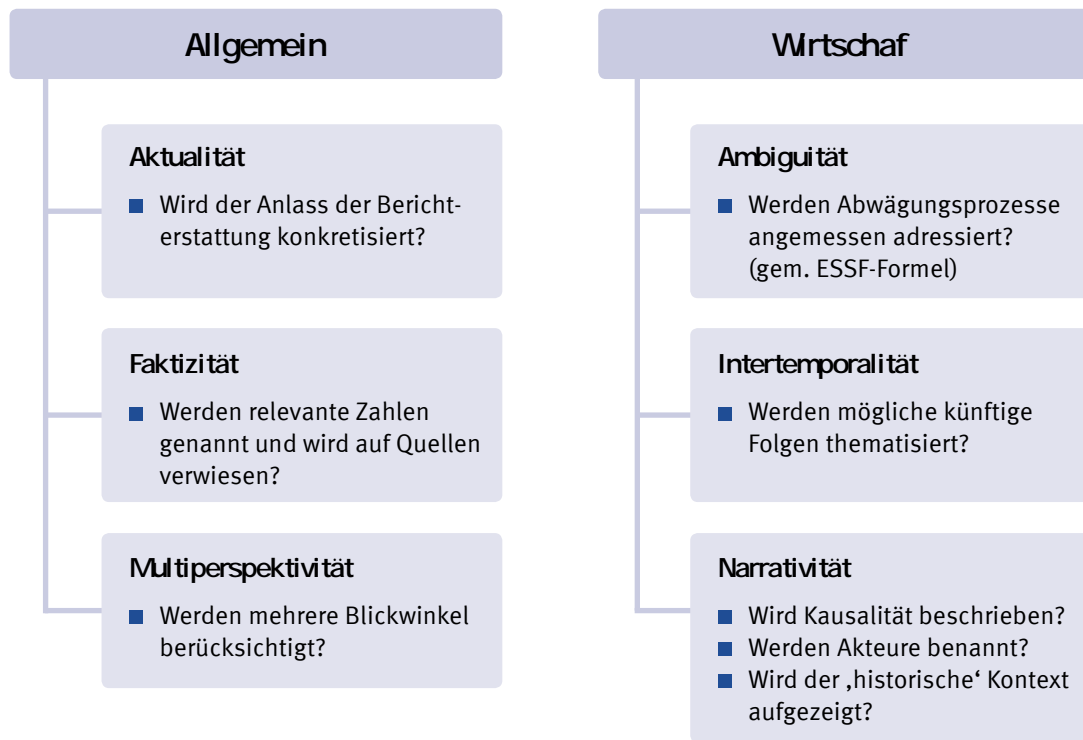 Allgemein
Aktualität
Wird der Anlass der Bericht-
erstattung konkretisiert?
Faktizität
Werden relevante Zahlen
genannt und wird auf Quellen
verwiesen?
Multiperspektivität
Werden mehrere Blickwinkel
berücksichtigt?
Wirtschaf
Ambiguität
Werden Abwägungsprozesse
angemessen adressiert?
(gem. ESSF-Formel)
Intertemporalität
Werden mögliche künftige
Folgen thematisiert?
Narrativität
Wird Kausalität beschrieben?
Werden Akteure benannt?
Wird der ‚historische‘ Kontext
aufgezeigt?